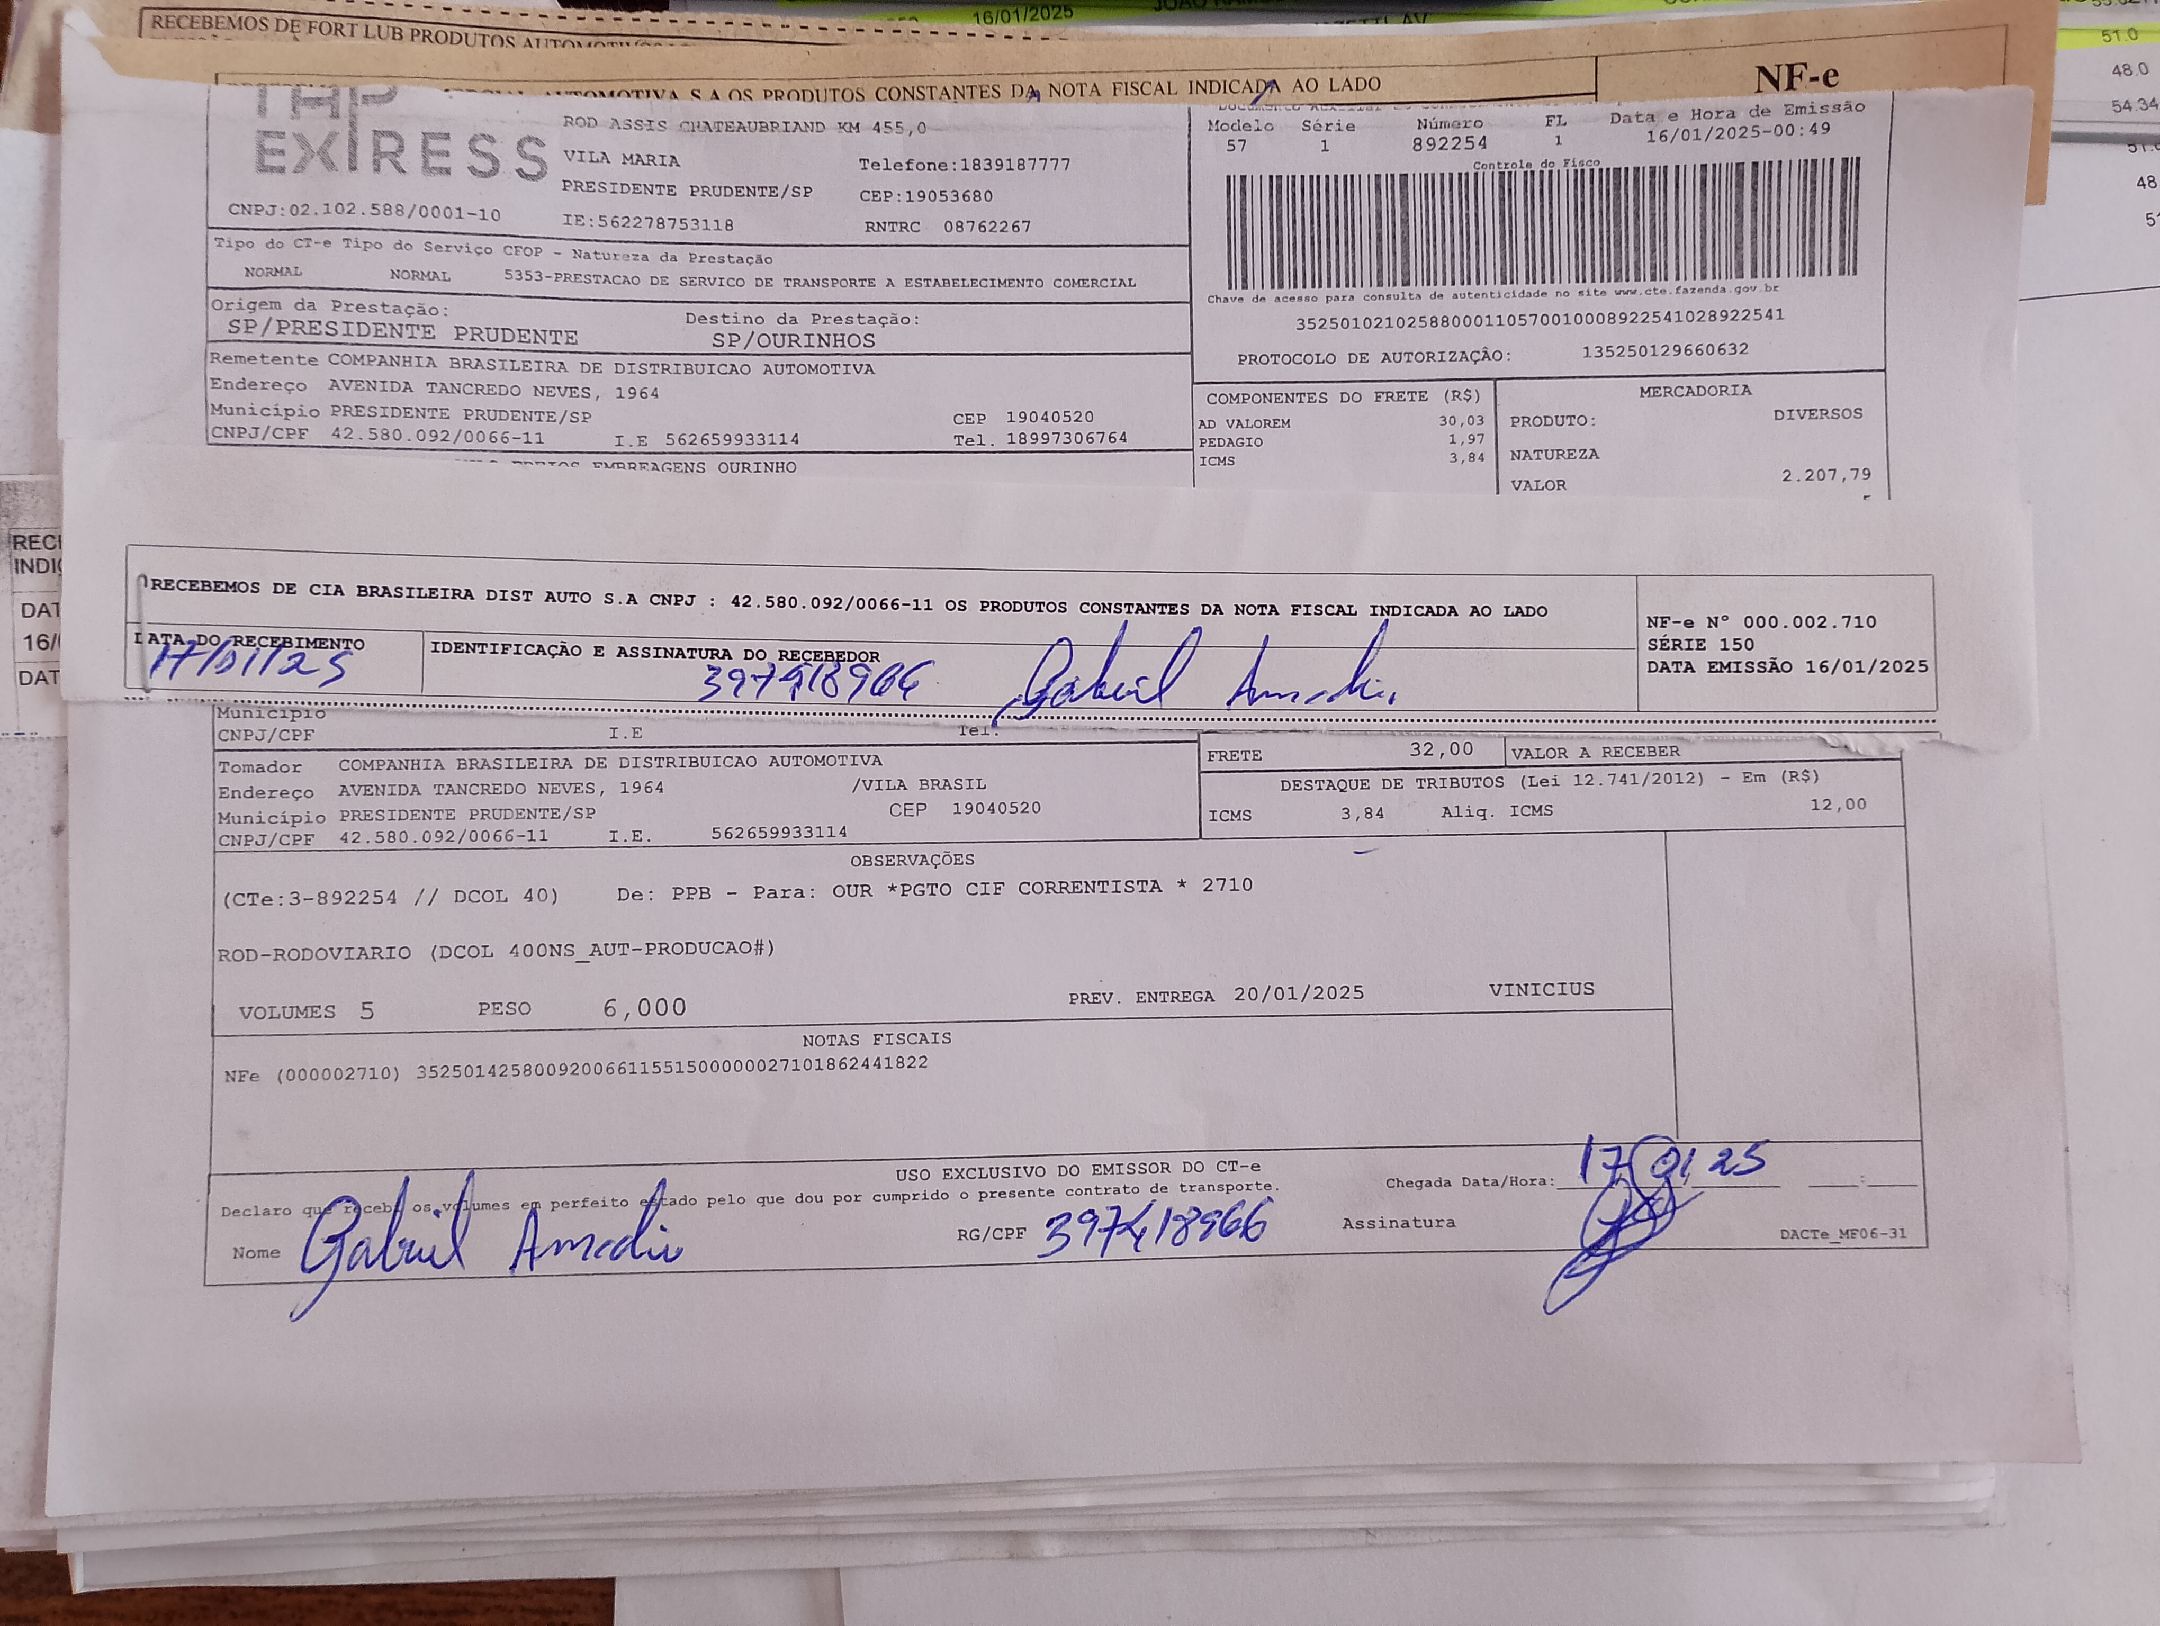 16/01/2025
RECEBEMOS DE FORT LUB PRODUTOS AUTOMOTIVOS
51.0
48.0
54.34
AUTOMOTIVA S.A OS PRODUTOS CONSTANTES DA NOTA FISCAL INDICADA AO LADO
NF-e
EXPRESS
ROD ASSIS CHATEAUBRIAND KM 455,0
VILA MARIA Telefone:1839187777
PRESIDENTE PRUDENTE/SP CEP:19053680
CNPJ:02.102.588/0001-10 IE:562278753118 RNTRC 08762267
Modelo Série Número FL Data e Hora de Emissão
57 1 892254 1 16/01/2025-00:49
Controle do Fisco
Tipo do CT-e Tipo do Serviço CFOP - Natureza da Prestação
NORMAL NORMAL 5353-PRESTACAO DE SERVICO DE TRANSPORTE A ESTABELECIMENTO COMERCIAL
Chave de acesso para consulta de autenticidade no site www.cte.fazenda.gov.br
35250102102588000110570010008922541028922541
PROTOCOLO DE AUTORIZAÇÃO: 135250129660632
Origem da Prestação: Destino da Prestação:
SP/PRESIDENTE PRUDENTE SP/OURINHOS
Remetente COMPANHIA BRASILEIRA DE DISTRIBUICAO AUTOMOTIVA
Endereço AVENIDA TANCREDO NEVES, 1964
Município PRESIDENTE PRUDENTE/SP CEP 19040520
CNPJ/CPF 42.580.092/0066-11 I.E 562659933114 Tel. 18997306764
EMBREAGENS OURINHO
COMPONENTES DO FRETE (R$)
AD VALOREM 30,03
PEDAGIO 1,97
ICMS 3,84
MERCADORIA
PRODUTO: DIVERSOS
NATUREZA
VALOR 2.207,79
RECEBEMOS DE CIA BRASILEIRA DIST AUTO S.A CNPJ : 42.580.092/0066-11 OS PRODUTOS CONSTANTES DA NOTA FISCAL INDICADA AO LADO
NF-e N° 000.002.710
SÉRIE 150
DATA EMISSÃO 16/01/2025
DATA DO RECEBIMENTO IDENTIFICAÇÃO E ASSINATURA DO RECEBEDOR
17/01/25 397418966 Gabriel Amedio
Município
CNPJ/CPF I.E Tel.
Tomador COMPANHIA BRASILEIRA DE DISTRIBUICAO AUTOMOTIVA
Endereço AVENIDA TANCREDO NEVES, 1964 /VILA BRASIL
Município PRESIDENTE PRUDENTE/SP CEP 19040520
CNPJ/CPF 42.580.092/0066-11 I.E. 562659933114
FRETE 32,00 VALOR A RECEBER
DESTAQUE DE TRIBUTOS (Lei 12.741/2012) - Em (R$)
ICMS 3,84 Aliq. ICMS 12,00
OBSERVAÇÕES
(CTe:3-892254 // DCOL 40) De: PPB - Para: OUR *PGTO CIF CORRENTISTA * 2710
ROD-RODOVIARIO (DCOL 400NS_AUT-PRODUCAO#)
VOLUMES 5 PESO 6,000 PREV. ENTREGA 20/01/2025 VINICIUS
NOTAS FISCAIS
NFe (000002710) 35250142580092006611551500000027101862441822
USO EXCLUSIVO DO EMISSOR DO CT-e
Declaro que recebi os volumes em perfeito estado pelo que dou por cumprido o presente contrato de transporte.
Chegada Data/Hora: 17 01 25
Nome Gabriel Amedio RG/CPF 397418966 Assinatura
DACTe_MF06-31